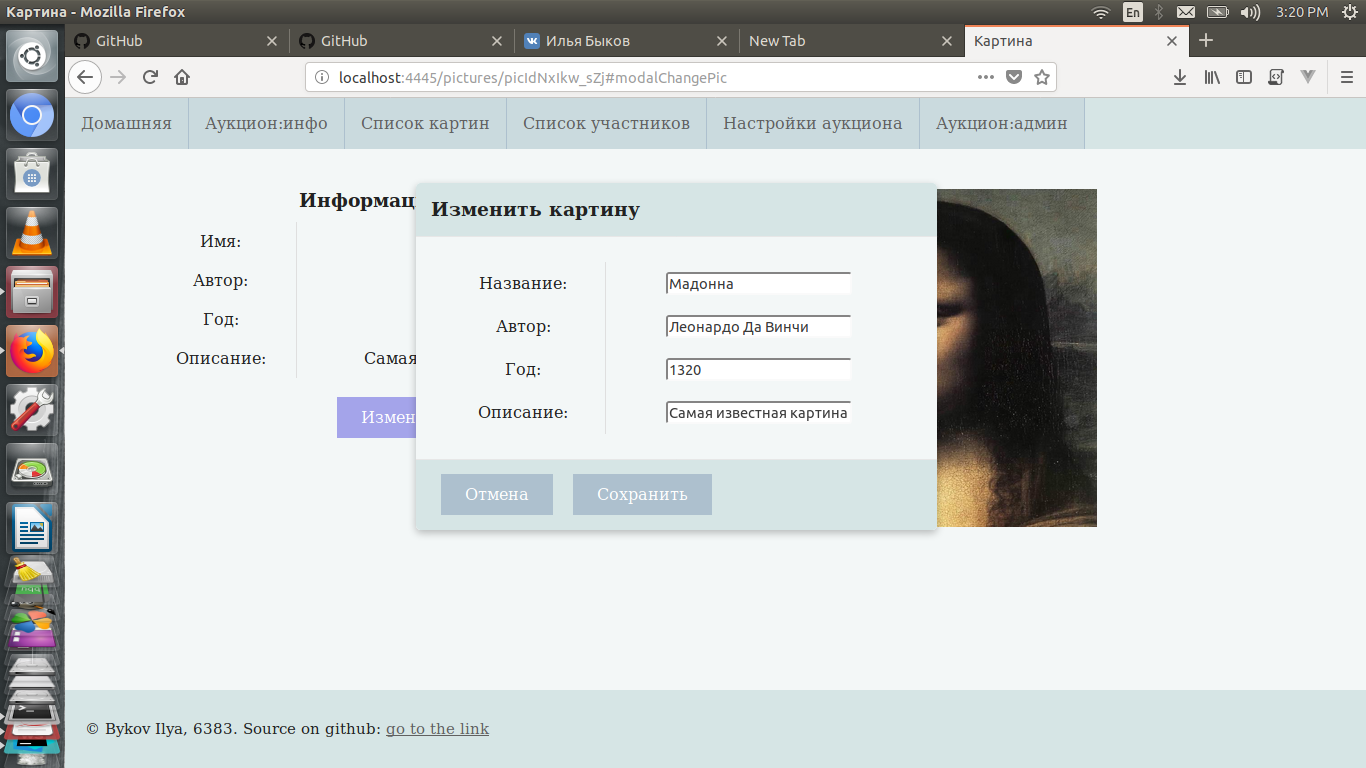 Картина - Mozilla Firefox
En
3:20 PM
GitHub
GitHub
Илья Быков
New Tab
Картина
localhost:4445/pictures/picIdNxIkw_sZj#modalChangePic
Домашняя
Аукцион:инфо
Список картин
Список участников
Настройки аукциона
Аукцион:админ
Информац
Имя:
Автор:
Год:
Описание:
Самая
Измен
Изменить картину
Название:
Мадонна
Автор:
Леонардо Да Винчи
Год:
1320
Описание:
Самая известная картина
Отмена
Сохранить
© Bykov Ilya, 6383. Source on github: go to the link